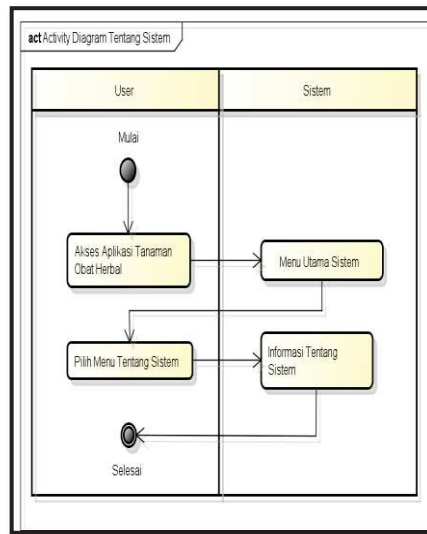 act Activity Diagram Tentang Sistem
User
Sistem
Mulai
Akses Aplikasi Tanaman
Obat Herbal
Menu Utama Sistem
Pilih Menu Tentang Sistem
Informasi Tentang
Sistem
Selesai